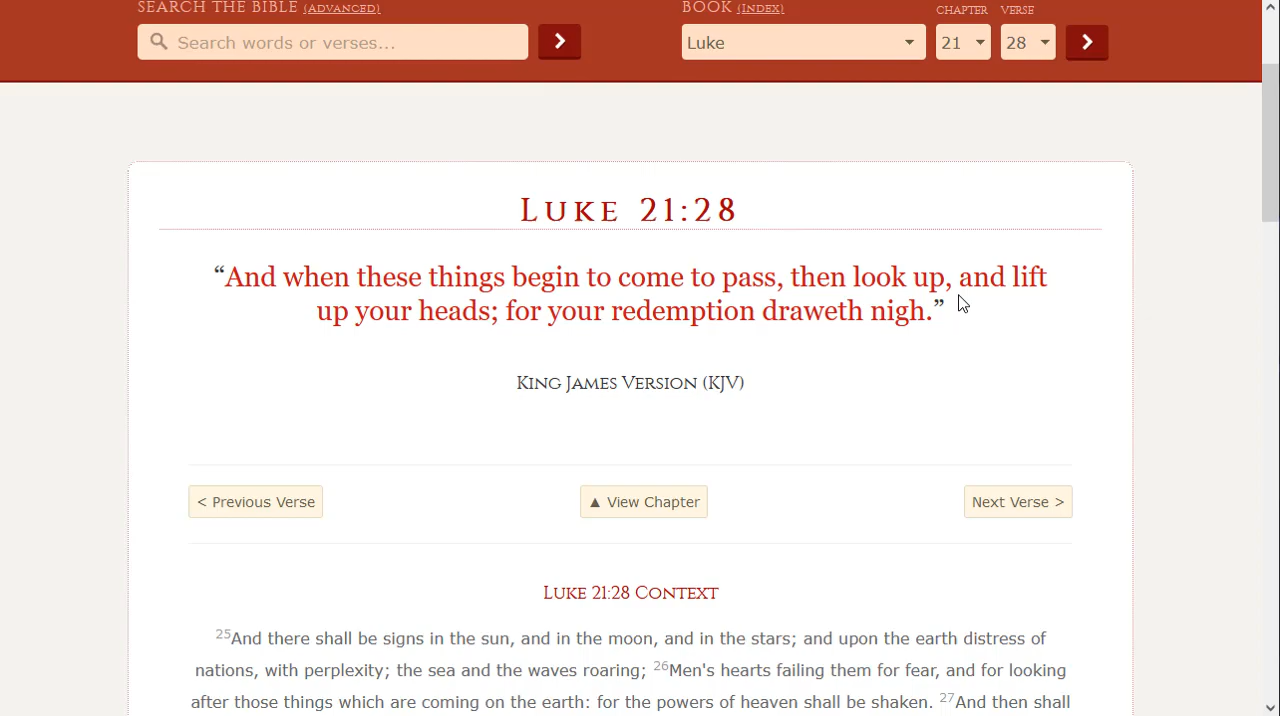 SEARCH THE BIBLE (ADVANCED)
BOOK (INDEX)
CHAPTER
VERSE
Search words or verses...
Luke
21
28
LUKE 21:28
“And when these things begin to come to pass, then look up, and lift
up your heads; for your redemption draweth nigh.”
KING JAMES VERSION (KJV)
< Previous Verse
▲ View Chapter
Next Verse >
LUKE 21:28 CONTEXT
25And there shall be signs in the sun, and in the moon, and in the stars; and upon the earth distress of
nations, with perplexity; the sea and the waves roaring; 26Men's hearts failing them for fear, and for looking
after those things which are coming on the earth: for the powers of heaven shall be shaken. 27And then shall